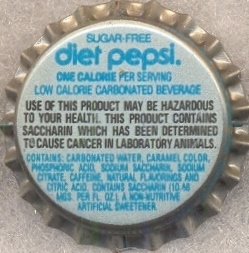 SUGAR-FREE
diet pepsi.
ONE CALORIE PER SERVING
LOW CALORIE CARBONATED BEVERAGE
USE OF THIS PRODUCT MAY BE HAZARDOUS
TO YOUR HEALTH. THIS PRODUCT CONTAINS
SACCHARIN WHICH HAS BEEN DETERMINED
TO CAUSE CANCER IN LABORATORY ANIMALS.
CONTAINS: CARBONATED WATER, CARAMEL COLOR,
PHOSPHORIC ACID, SODIUM SACCHARIN, SODIUM
CITRATE, CAFFEINE, NATURAL FLAVORINGS AND
CITRIC ACID. CONTAINS SACCHARIN
MGS. PER FL. OZ.), A NON-NUTRITIVE
ARTIFICIAL SWEETENER.